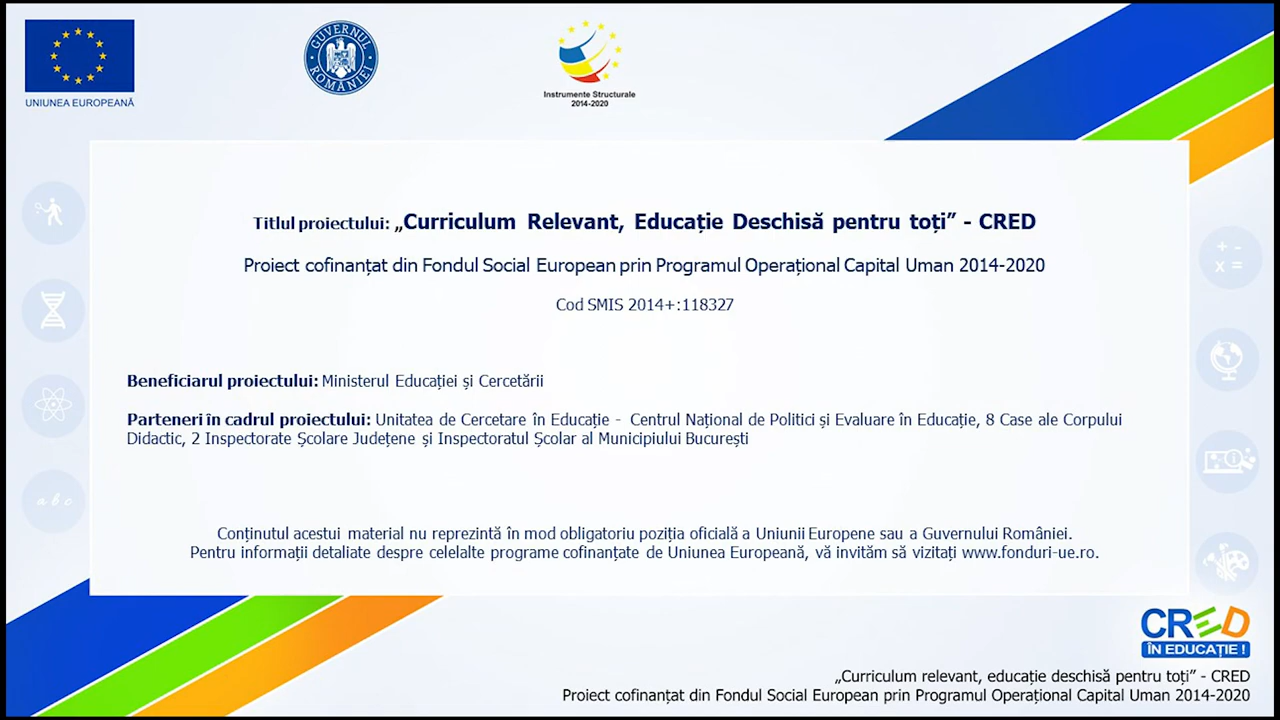 UNIUNEA EUROPEANĂ
GUVERNUL ROMÂNIEI
Instrumente Structurale
2014-2020
Titlul proiectului: „Curriculum Relevant, Educație Deschisă pentru toți” - CRED
Proiect cofinanțat din Fondul Social European prin Programul Operațional Capital Uman 2014-2020
Cod SMIS 2014+:118327
+ -
x =
Beneficiarul proiectului: Ministerul Educației și Cercetării
Parteneri în cadrul proiectului: Unitatea de Cercetare în Educație - Centrul Național de Politici și Evaluare în Educație, 8 Case ale Corpului
Didactic, 2 Inspectorate Școlare Județene și Inspectoratul Școlar al Municipiului București
a b c
Conținutul acestui material nu reprezintă în mod obligatoriu poziția oficială a Uniunii Europene sau a Guvernului României.
Pentru informații detaliate despre celelalte programe cofinanțate de Uniunea Europeană, vă invităm să vizitați www.fonduri-ue.ro.
CRED
ÎN EDUCAȚIE !
„Curriculum relevant, educație deschisă pentru toți” - CRED
Proiect cofinanțat din Fondul Social European prin Programul Operațional Capital Uman 2014-2020